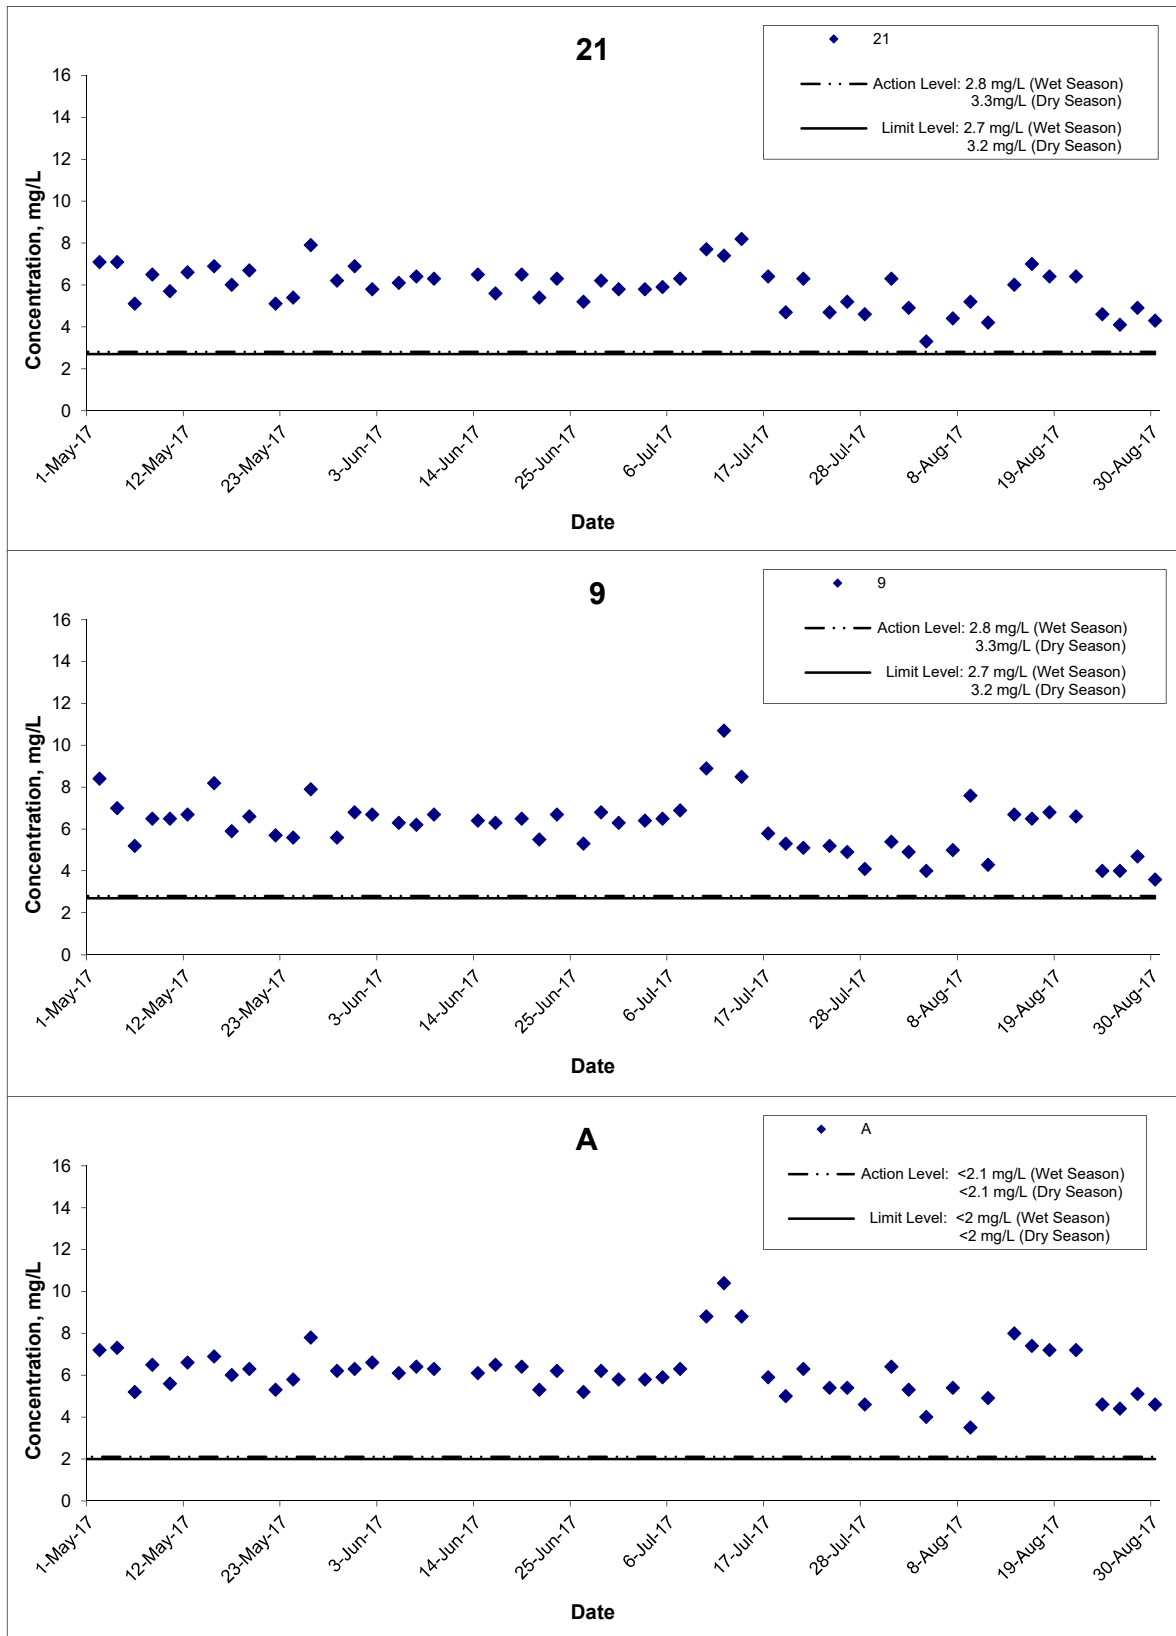 21
21
Action Level: 2.8 mg/L (Wet Season)
3.3mg/L (Dry Season)
Limit Level: 2.7 mg/L (Wet Season)
3.2 mg/L (Dry Season)
Concentration, mg/L
16
14
12
10
8
6
4
2
0
1-May-17
12-May-17
23-May-17
3-Jun-17
14-Jun-17
25-Jun-17
6-Jul-17
17-Jul-17
28-Jul-17
8-Aug-17
19-Aug-17
30-Aug-17
Date
9
9
Action Level: 2.8 mg/L (Wet Season)
3.3mg/L (Dry Season)
Limit Level: 2.7 mg/L (Wet Season)
3.2 mg/L (Dry Season)
Concentration, mg/L
16
14
12
10
8
6
4
2
0
1-May-17
12-May-17
23-May-17
3-Jun-17
14-Jun-17
25-Jun-17
6-Jul-17
17-Jul-17
28-Jul-17
8-Aug-17
19-Aug-17
30-Aug-17
Date
A
A
Action Level: <2.1 mg/L (Wet Season)
<2.1 mg/L (Dry Season)
Limit Level: <2 mg/L (Wet Season)
<2 mg/L (Dry Season)
Concentration, mg/L
16
14
12
10
8
6
4
2
0
1-May-17
12-May-17
23-May-17
3-Jun-17
14-Jun-17
25-Jun-17
6-Jul-17
17-Jul-17
28-Jul-17
8-Aug-17
19-Aug-17
30-Aug-17
Date